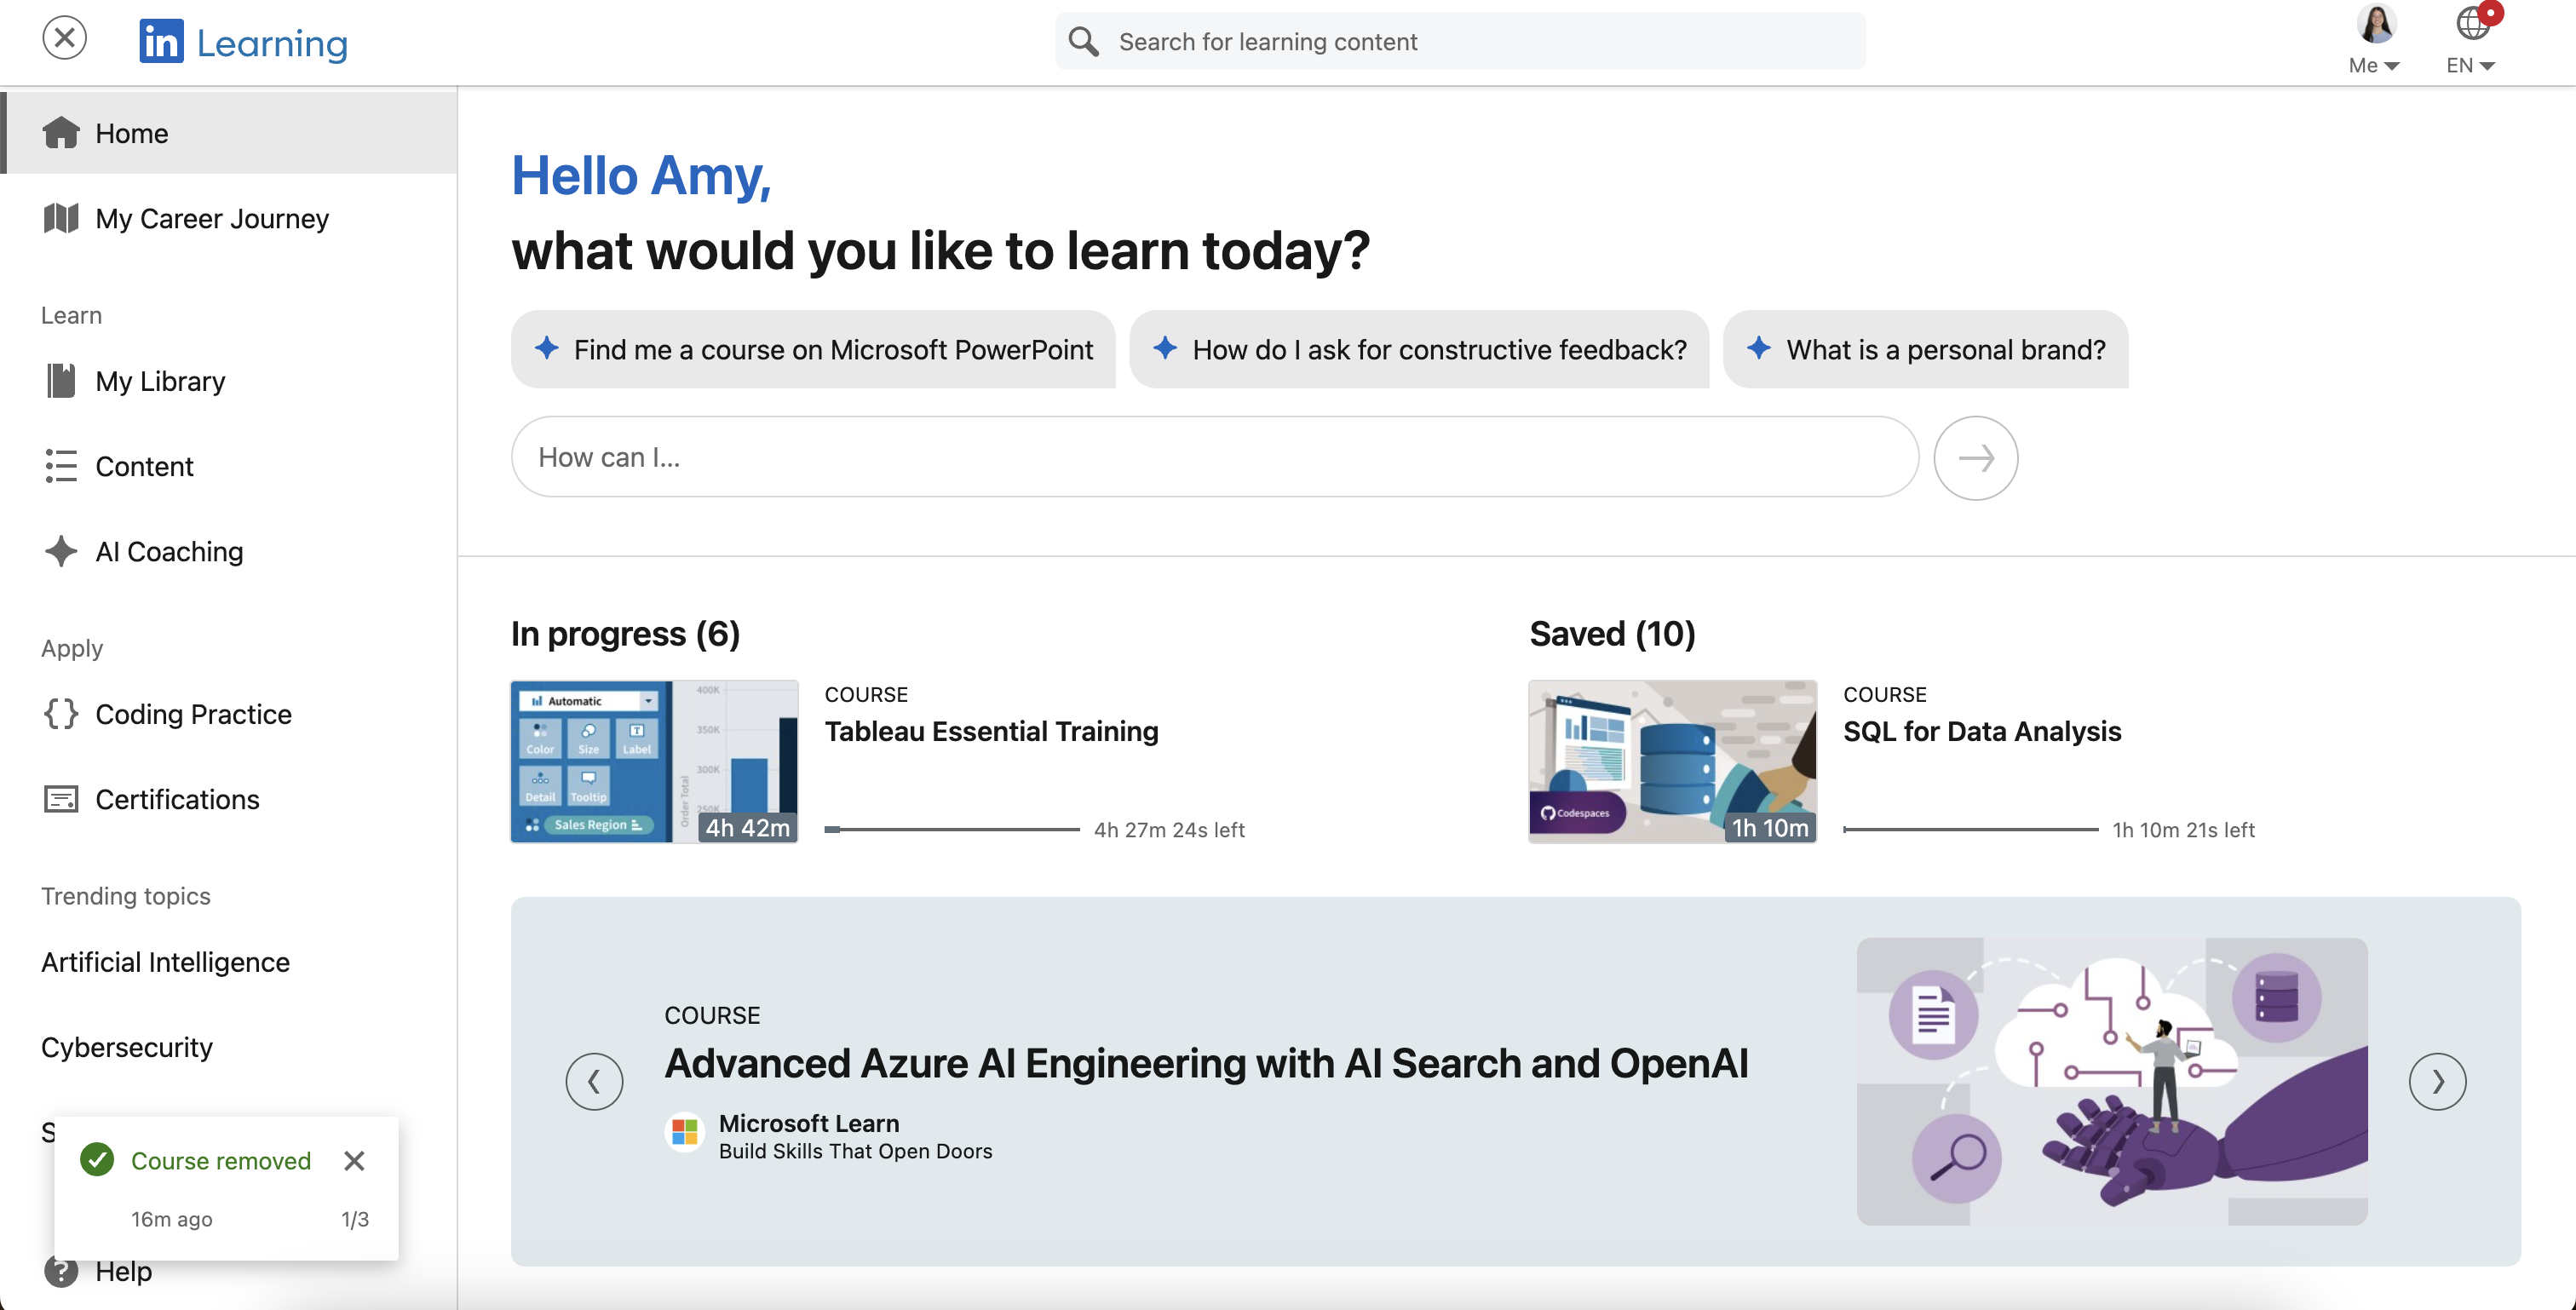 in Learning
Search for learning content
Me
EN
Home
My Career Journey
Learn
My Library
Content
AI Coaching
Apply
Coding Practice
Certifications
Trending topics
Artificial Intelligence
Cybersecurity
S
Course removed
16m ago 1/3
Help
Hello Amy,
what would you like to learn today?
Find me a course on Microsoft PowerPoint
How do I ask for constructive feedback?
What is a personal brand?
How can I...
In progress (6)
Automatic
Color Size Label
Detail Tooltip
Sales Region
400K
350K
300K
250K
Order Total
4h 42m
COURSE
Tableau Essential Training
4h 27m 24s left
Saved (10)
Codespaces
1h 10m
COURSE
SQL for Data Analysis
1h 10m 21s left
COURSE
Advanced Azure AI Engineering with AI Search and OpenAI
Microsoft Learn
Build Skills That Open Doors